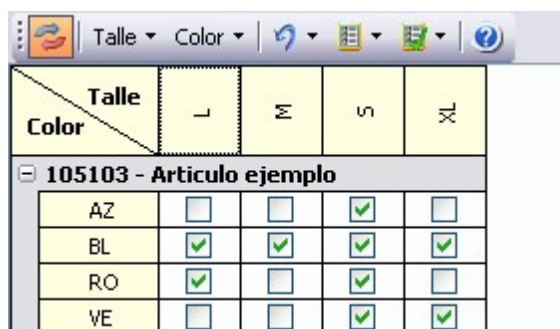 Talle Color
Talle
Color
L M S XL
105103 - Articulo ejemplo
AZ
BL
RO
VE